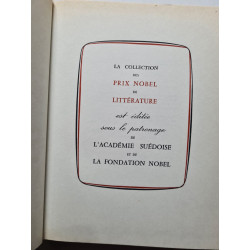 LA COLLECTION
DES
PRIX NOBEL
DE
LITTÉRATURE
est éditée
sous le patronage
DE
L'ACADÉMIE SUÉDOISE
ET DE
LA FONDATION NOBEL